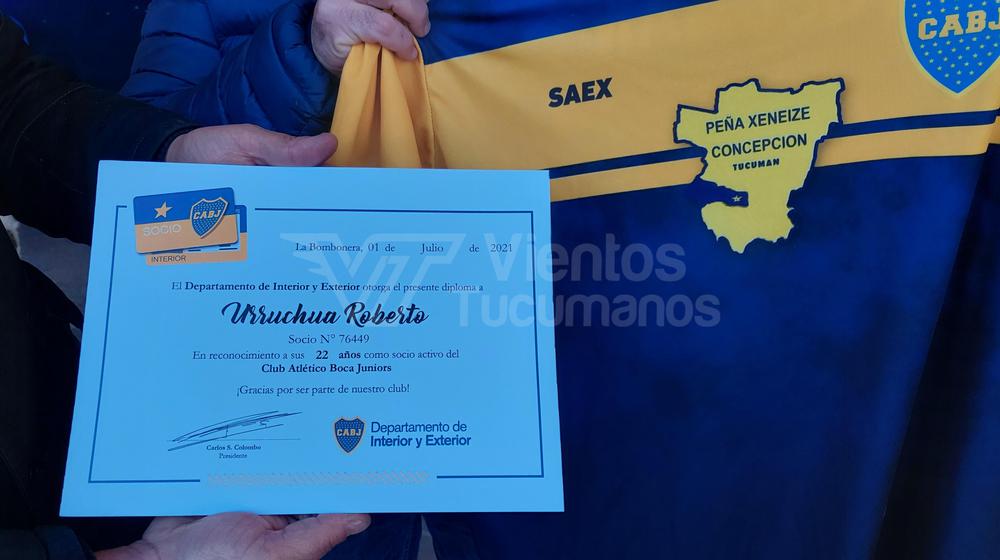 CABJ
SAEX
PEÑA XENEIZE
CONCEPCION
TUCUMAN
SOCIO
CABJ
INTERIOR
La Bombonera, 01 de Julio de 2021
El Departamento de Interior y Exterior otorga el presente diploma a
Urruchua Roberto
Socio N° 76449
En reconocimiento a sus 22 años como socio activo del
Club Atlético Boca Juniors
¡Gracias por ser parte de nuestro club!
Carlos S. Colombo
Presidente
CABJ
Departamento de
Interior y Exterior
VT
Vientos
Tucumanos